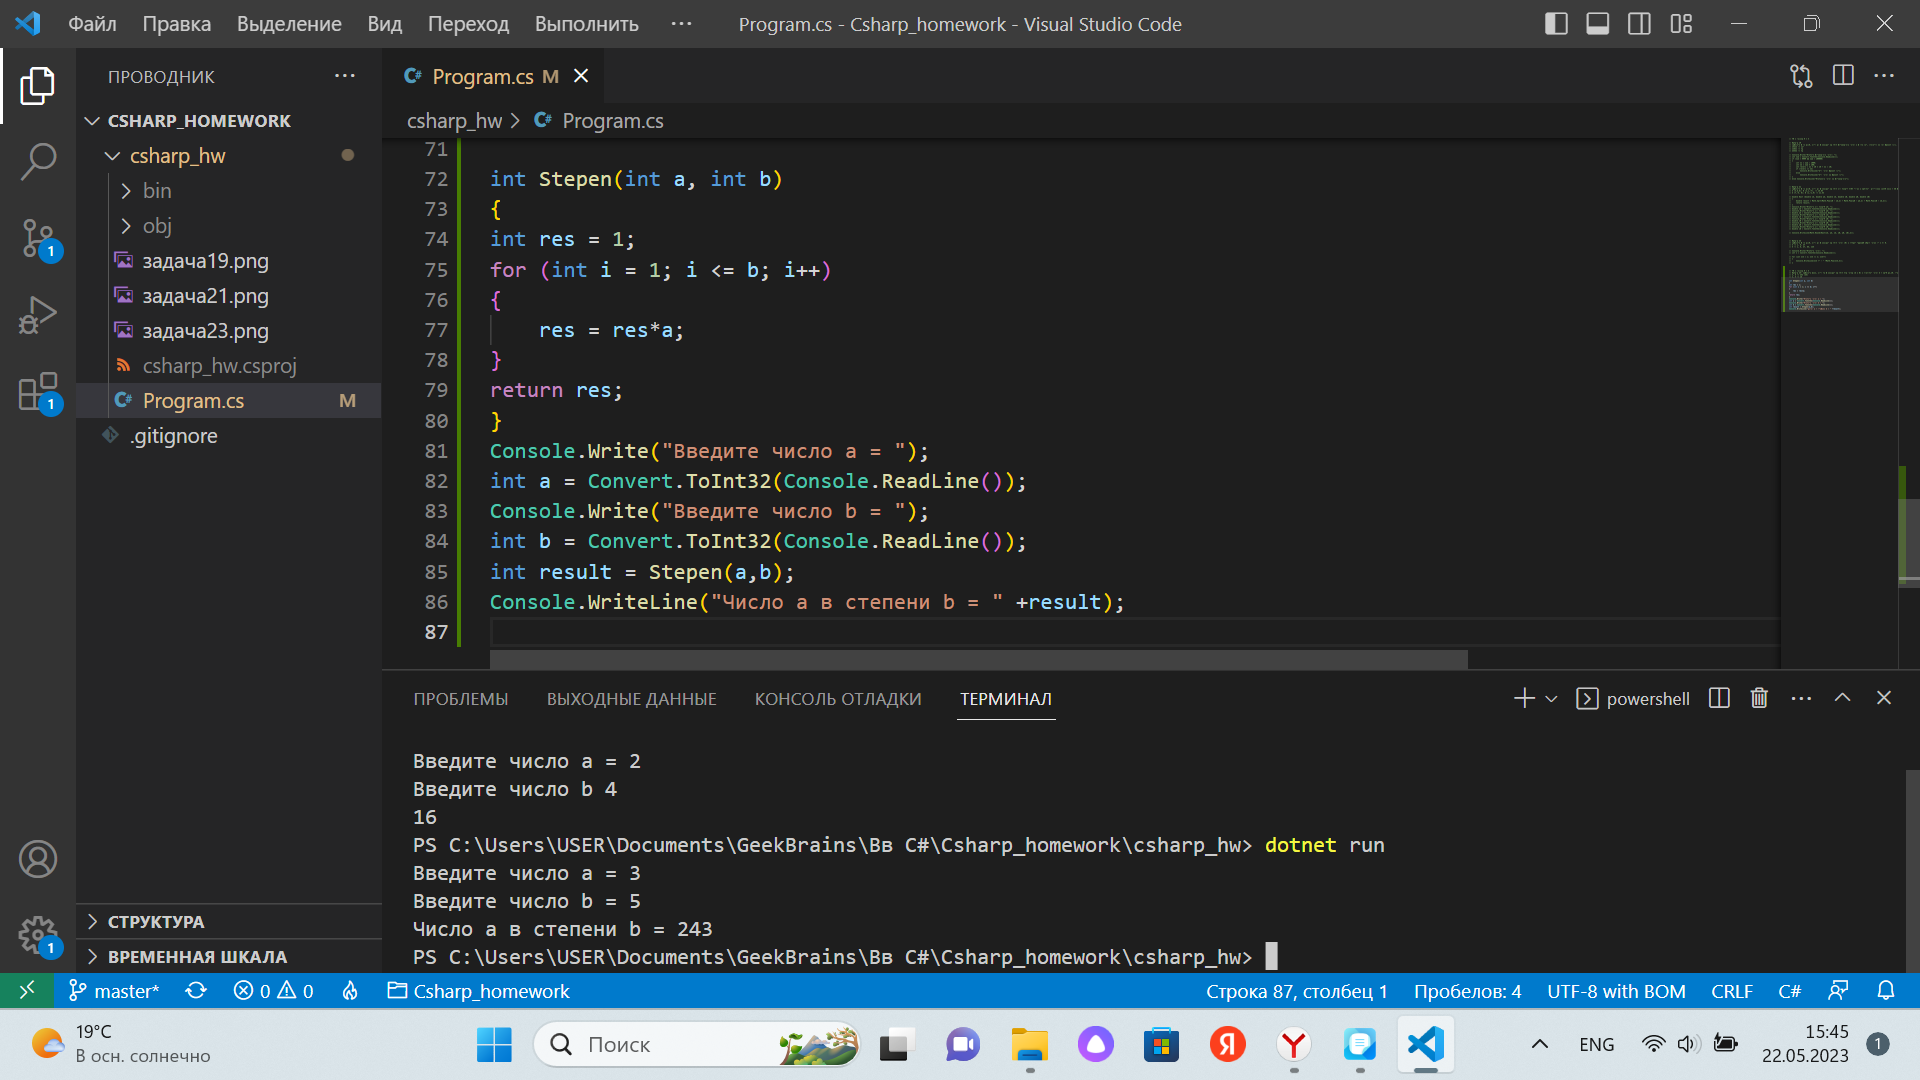 Файл Правка Выделение Вид Переход Выполнить ··· Program.cs - Csharp_homework - Visual Studio Code
ПРОВОДНИК ···
CSHARP_HOMEWORK
csharp_hw
bin
obj
задача19.png
задача21.png
задача23.png
csharp_hw.csproj
Program.cs M
.gitignore
СТРУКТУРА
ВРЕМЕННАЯ ШКАЛА
1
1
1
Program.cs M
csharp_hw > Program.cs
71
72 int Stepen(int a, int b)
73 {
74 int res = 1;
75 for (int i = 1; i <= b; i++)
76 {
77 res = res*a;
78 }
79 return res;
80 }
81 Console.Write("Введите число a = ");
82 int a = Convert.ToInt32(Console.ReadLine());
83 Console.Write("Введите число b = ");
84 int b = Convert.ToInt32(Console.ReadLine());
85 int result = Stepen(a,b);
86 Console.WriteLine("Число a в степени b = " +result);
87
ПРОБЛЕМЫ ВЫХОДНЫЕ ДАННЫЕ КОНСОЛЬ ОТЛАДКИ ТЕРМИНАЛ powershell
Введите число a = 2
Введите число b 4
16
PS C:\Users\USER\Documents\GeekBrains\Вв C#\Csharp_homework\csharp_hw> dotnet run
Введите число a = 3
Введите число b = 5
Число a в степени b = 243
PS C:\Users\USER\Documents\GeekBrains\Вв C#\Csharp_homework\csharp_hw>
master* 0 0 Csharp_homework Строка 87, столбец 1 Пробелов: 4 UTF-8 with BOM CRLF C#
19°C
В осн. солнечно
Поиск
ENG
15:45
22.05.2023
1